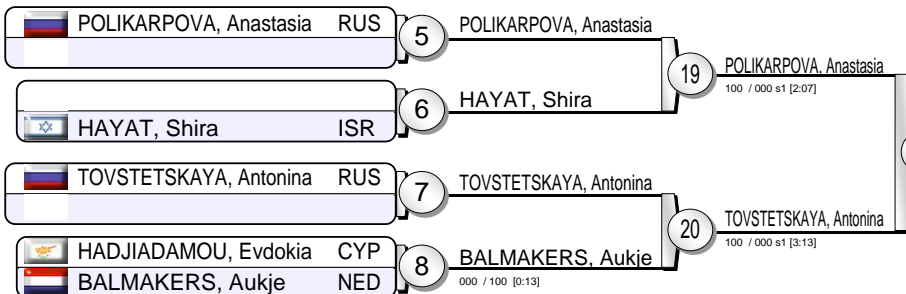 POLIKARPOVA, Anastasia RUS
5
POLIKARPOVA, Anastasia
19
POLIKARPOVA, Anastasia
100 / 000 s1 [2:07]
6
HAYAT, Shira
HAYAT, Shira ISR
TOVSTETSKAYA, Antonina RUS
7
TOVSTETSKAYA, Antonina
20
TOVSTETSKAYA, Antonina
100 / 000 s1 [3:13]
HADJIADAMOU, Evdokia CYP
8
BALMAKERS, Aukje
000 / 100 [0:13]
BALMAKERS, Aukje NED